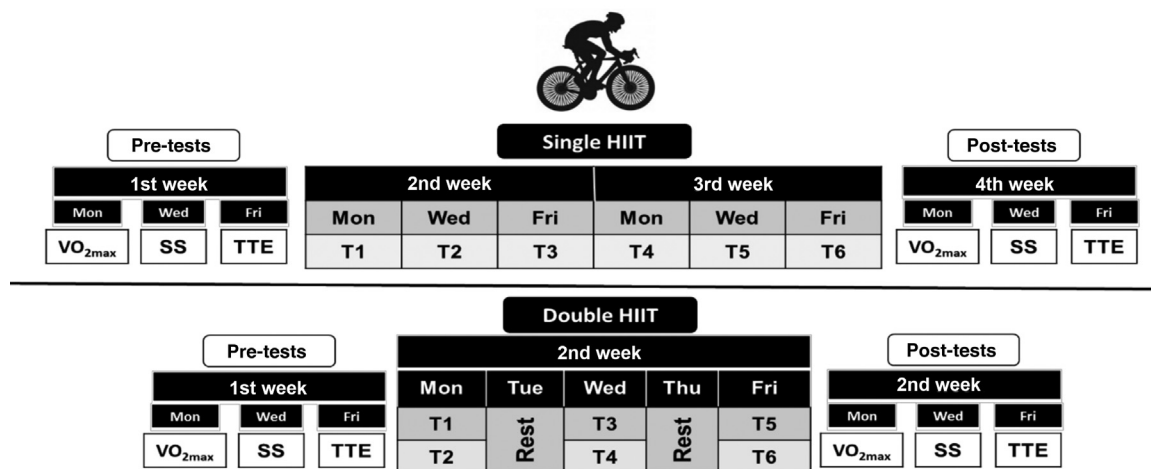 Single HIIT
Pre-tests
Post-tests
1st week
2nd week 3rd week
4th week
Mon Wed Fri
Mon Wed Fri Mon Wed Fri
Mon Wed Fri
VO2max SS TTE
T1 T2 T3 T4 T5 T6
VO2max SS TTE
Double HIIT
Pre-tests
Post-tests
2nd week
1st week
2nd week
Mon Tue Wed Thu Fri
Mon Wed Fri
Mon Wed Fri
T1 Rest T3 Rest T5
T2 T4 T6
VO2max SS TTE
VO2max SS TTE